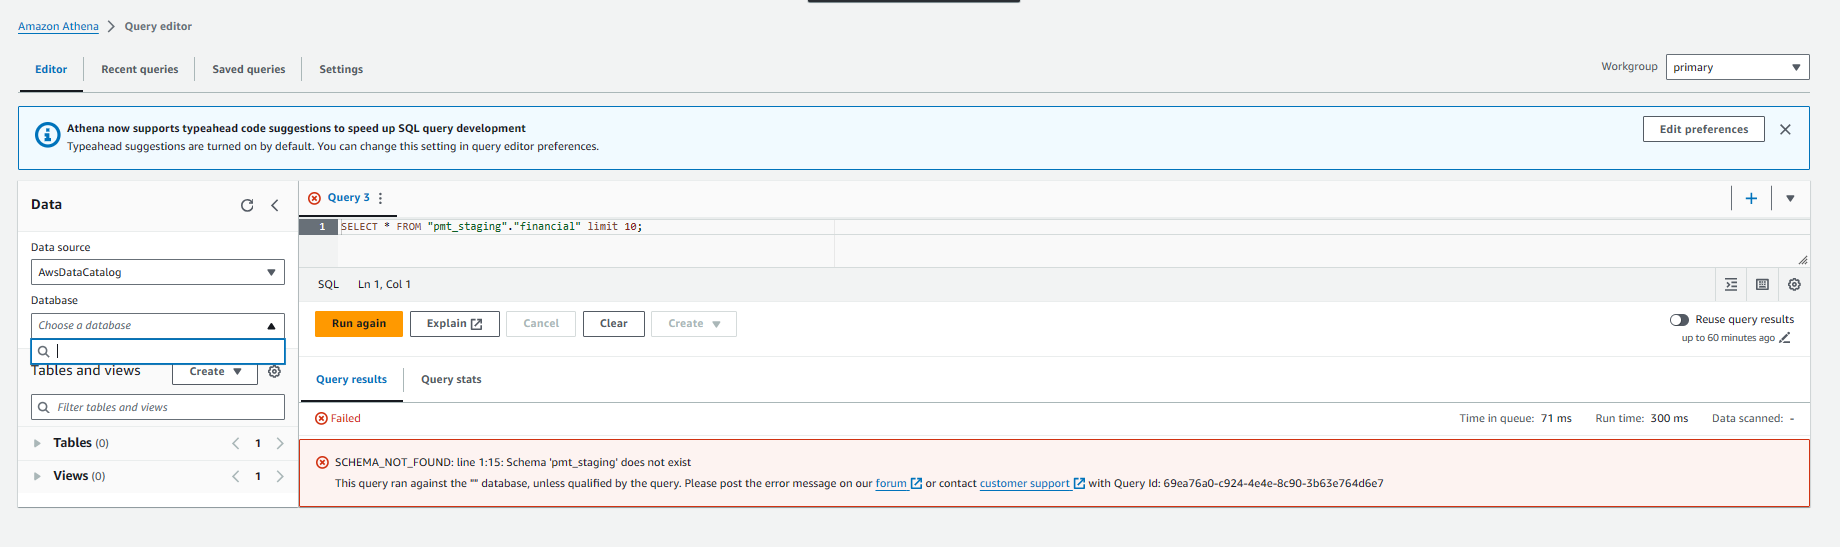 Amazon Athena > Query editor
Editor Recent queries Saved queries Settings
Workgroup primary
Athena now supports typeahead code suggestions to speed up SQL query development
Typeahead suggestions are turned on by default. You can change this setting in query editor preferences.
Edit preferences
Data
Data source
AwsDataCatalog
Database
Choose a database
Tables and views Create
Filter tables and views
Tables (0) 1
Views (0) 1
Query 3
1 SELECT * FROM "pmt_staging"."financial" limit 10;
SQL Ln 1, Col 1
Run again Explain Cancel Clear Create
Reuse query results
up to 60 minutes ago
Query results Query stats
Failed
Time in queue: 71 ms Run time: 300 ms Data scanned: -
SCHEMA_NOT_FOUND: line 1:15: Schema 'pmt_staging' does not exist
This query ran against the "" database, unless qualified by the query. Please post the error message on our forum or contact customer support with Query Id: 69ea76a0-c924-4e4e-8c90-3b63e764d6e7